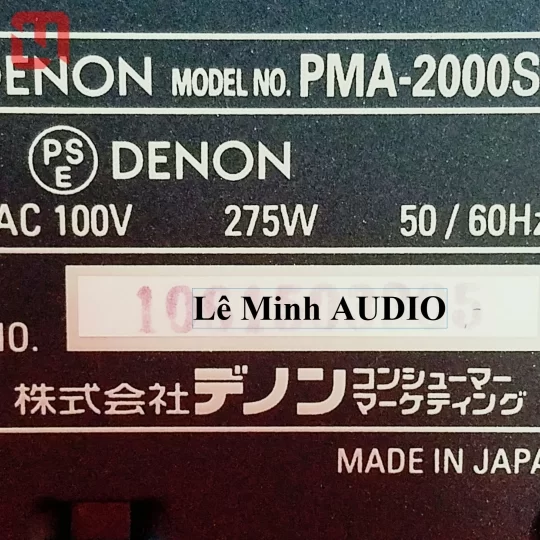 DENON MODEL NO. PMA-2000S
PSE DENON
AC 100V 275W 50 / 60Hz
NO. Lê Minh AUDIO
株式会社デノン コンシューマー
マーケティング
MADE IN JAPA